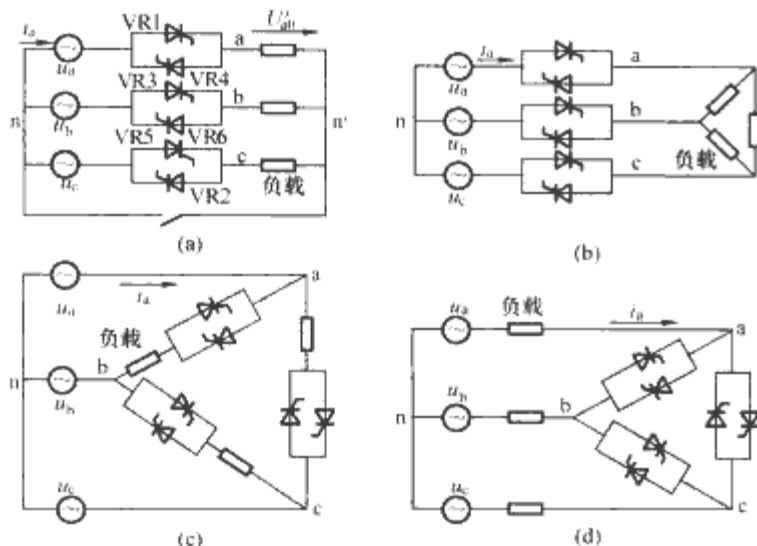 i_a
VR1
a
U'_{a0}
u_a
VR3
VR4
n
b
n'
u_b
VR5
VR6
c
u_c
负载
VR2
(a)
i_a
a
u_a
n
b
u_b
负载
c
u_c
(b)
a
u_a
i_a
负载
n
b
u_b
u_c
c
(c)
u_a
负载
i_a
a
n
b
u_b
u_c
c
(d)